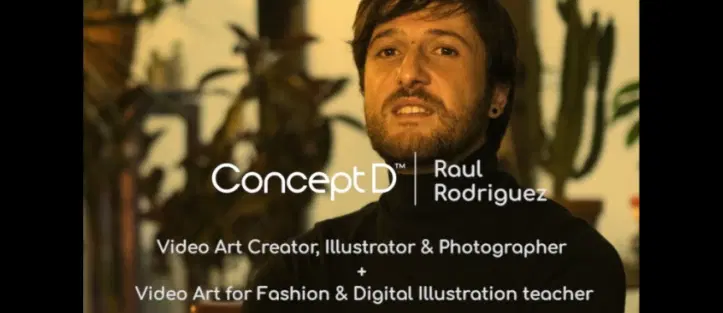 ConceptD™
Raul
Rodriguez
Video Art Creator, Illustrator & Photographer
+
Video Art for Fashion & Digital Illustration teacher